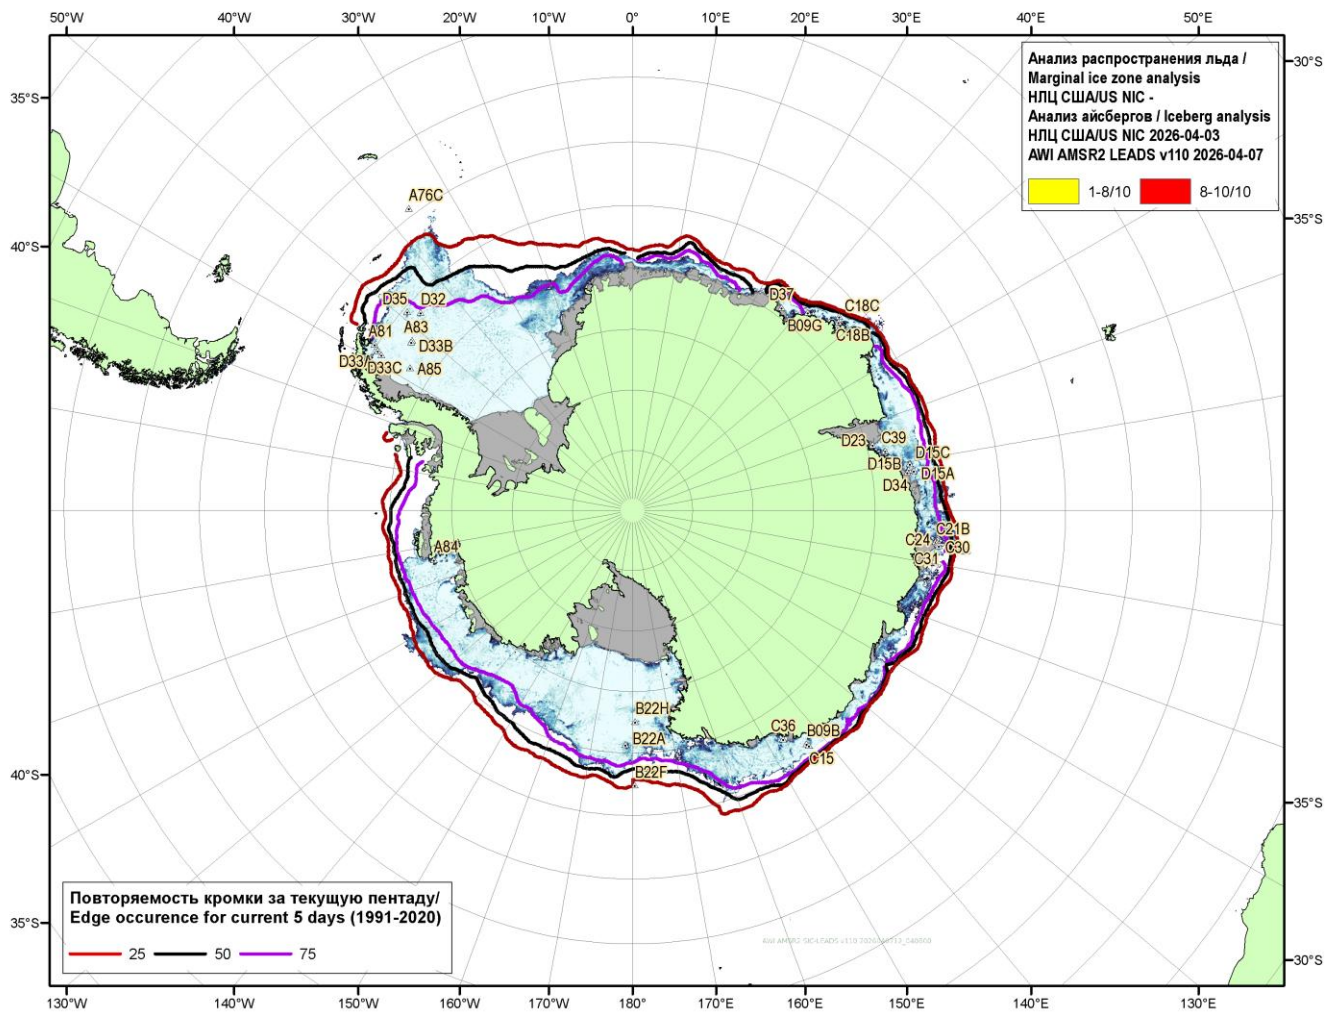 50°W 40°W 30°W 20°W 10°W 0° 10°E 20°E 30°E 40°E 50°E
Анализ распространения льда /
Marginal ice zone analysis
НЛЦ США/US NIC -
Анализ айсбергов / Iceberg analysis
НЛЦ США/US NIC 2026-04-03
AWI AMSR2 LEADS v110 2026-04-07
1-8/10 8-10/10
30°S
35°S
A76C
35°S
40°S
D35 D32
D37
C18C
A81 A83
B09G
C18B
D33B
D33A
D33C A85
D23 C39
D15C
D15B
D15A
D34
C21B
C24 C30
C31
A84
B22H
C36 B09B
B22A
C15
B22F
40°S
35°S
Повторяемость кромки за текущую пентаду/
Edge occurence for current 5 days (1991-2020)
25 50 75
35°S
30°S
130°W 140°W 150°W 160°W 170°W 180° 170°E 160°E 150°E 140°E 130°E